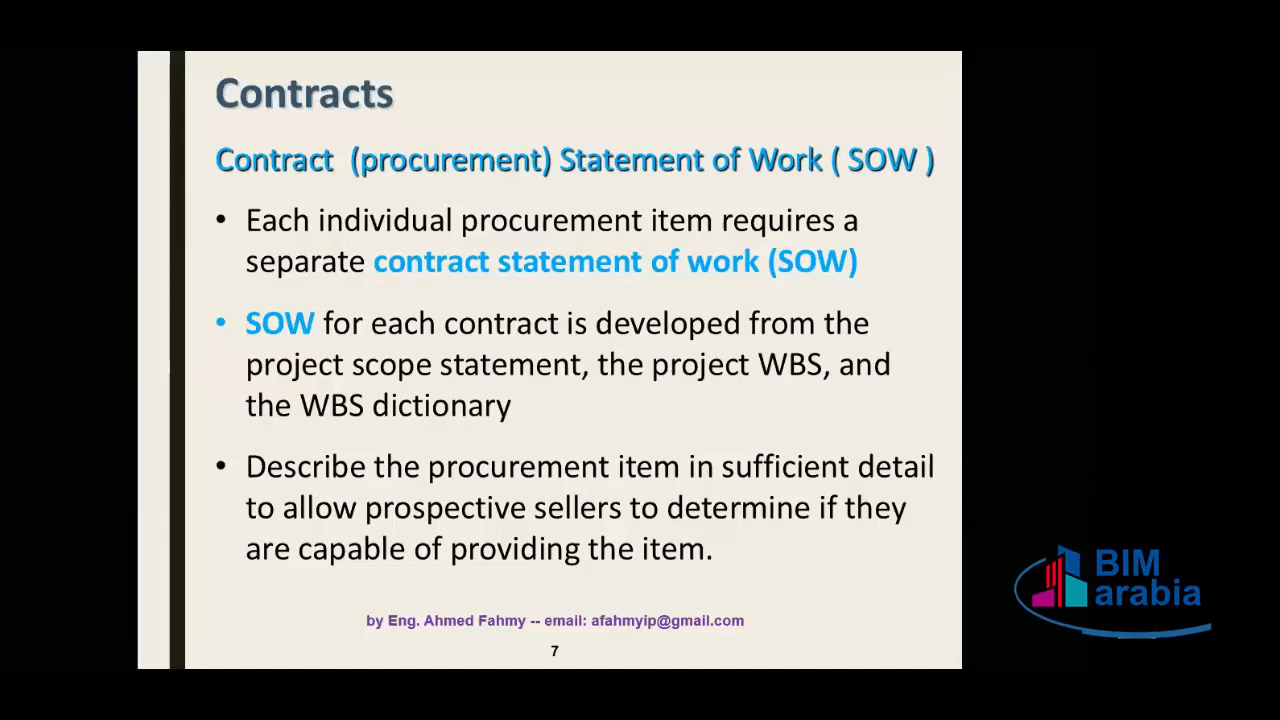 Contracts
Contract (procurement) Statement of Work ( SOW )
• Each individual procurement item requires a
separate contract statement of work (SOW)
• SOW for each contract is developed from the
project scope statement, the project WBS, and
the WBS dictionary
• Describe the procurement item in sufficient detail
to allow prospective sellers to determine if they
are capable of providing the item.
by Eng. Ahmed Fahmy -- email: afahmyip@gmail.com
7
BIM
arabia